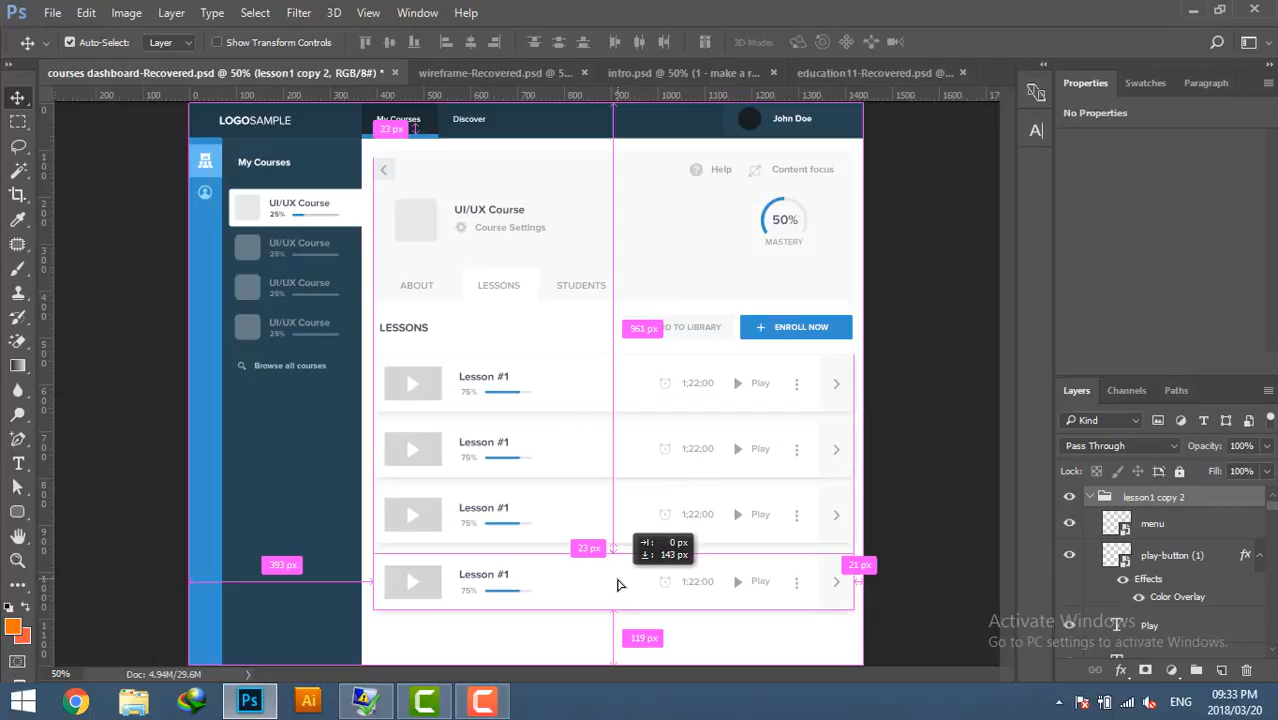 Ps File Edit Image Layer Type Select Filter 3D View Window Help
Auto-Select: Layer Show Transform Controls 3D Mode:
courses dashboard-Recovered.psd @ 50% (lesson1 copy 2, RGB/8#) * × wireframe-Recovered.psd @ 5... × intro.psd @ 50% (1 - make a r... × education11-Recovered.psd @... ×
Properties Swatches Paragraph
No Properties
LOGOSAMPLE My Courses Discover John Doe
23 px
My Courses
Help Content focus
UI/UX Course
25%
UI/UX Course
25%
UI/UX Course
25%
UI/UX Course
25%
Browse all courses
UI/UX Course
Course Settings
50%
MASTERY
ABOUT LESSONS STUDENTS
LESSONS
961 px D TO LIBRARY + ENROLL NOW
Lesson #1
75%
1;22;00 Play
Lesson #1
75%
1;22;00 Play
Lesson #1
75%
1;22;00 Play
23 px
0 px
143 px
393 px
21 px
Lesson #1
75%
1;22;00 Play
119 px
Layers Channels Paths
Kind
Pass Through Opacity: 100%
Lock: Fill: 100%
lesson1 copy 2
menu
play-button (1) fx
Effects
Color Overlay
T Play
Activate Windows
Go to PC settings to activate Windows.
50% Doc: 4.94M/29.6M
Ps Ai
ENG
09:33 PM
2018/03/20